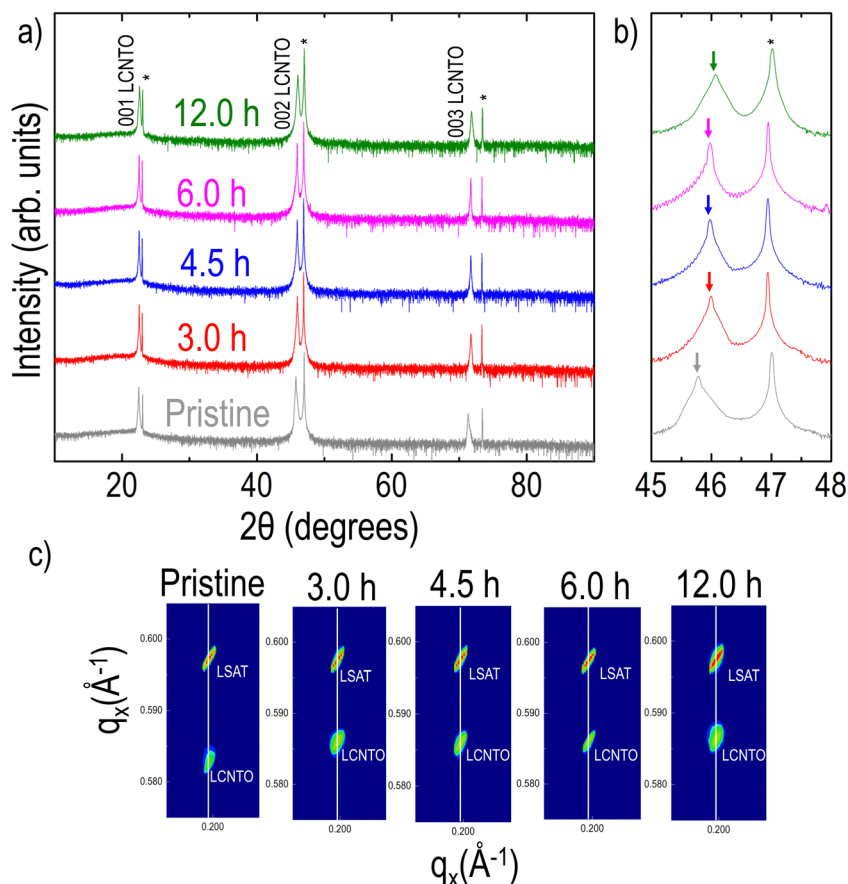 a)
b)
001 LCNTO
*
002 LCNTO
*
003 LCNTO
*
*
12.0 h
6.0 h
4.5 h
3.0 h
Pristine
Intensity (arb. units)
20 40 60 80
45 46 47 48
2θ (degrees)
c)
Pristine 3.0 h 4.5 h 6.0 h 12.0 h
0.600 0.600 0.600 0.600 0.600
LSAT LSAT LSAT LSAT LSAT
0.590 0.590 0.590 0.590 0.590
LCNTO LCNTO LCNTO LCNTO LCNTO
0.580 0.580 0.580 0.580 0.580
0.200 0.200 0.200 0.200 0.200
qₓ(Å⁻¹)
qₓ(Å⁻¹)